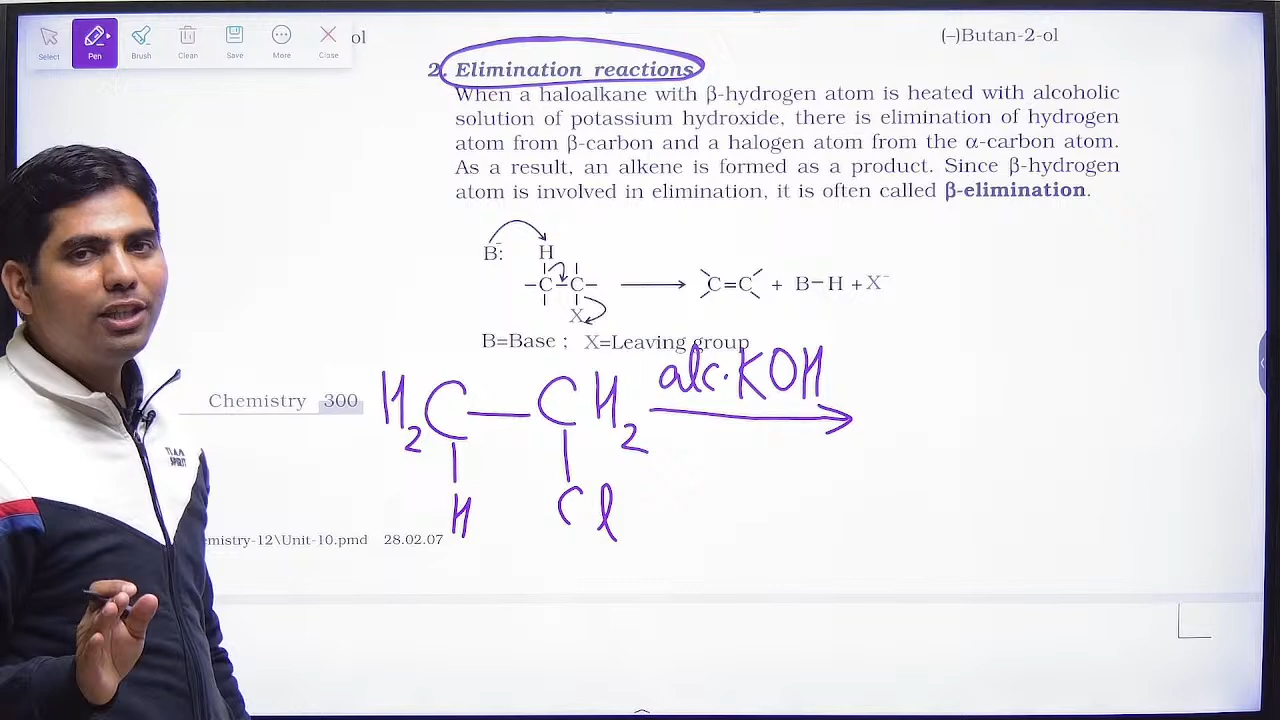 Select Pen Brush Clean Save More Close
ol
(–)Butan-2-ol
2. Elimination reactions
When a haloalkane with β-hydrogen atom is heated with alcoholic
solution of potassium hydroxide, there is elimination of hydrogen
atom from β-carbon and a halogen atom from the α-carbon atom.
As a result, an alkene is formed as a product. Since β-hydrogen
atom is involved in elimination, it is often called β-elimination.
B:⁻ H
–C–C– ⟶ C=C + B–H + X⁻
X
B=Base ; X=Leaving group
alc. KOH
H₂C — CH₂ ⟶
H Cl
Chemistry 300
TEAM
SPIRIT
emistry-12\Unit-10.pmd 28.02.07